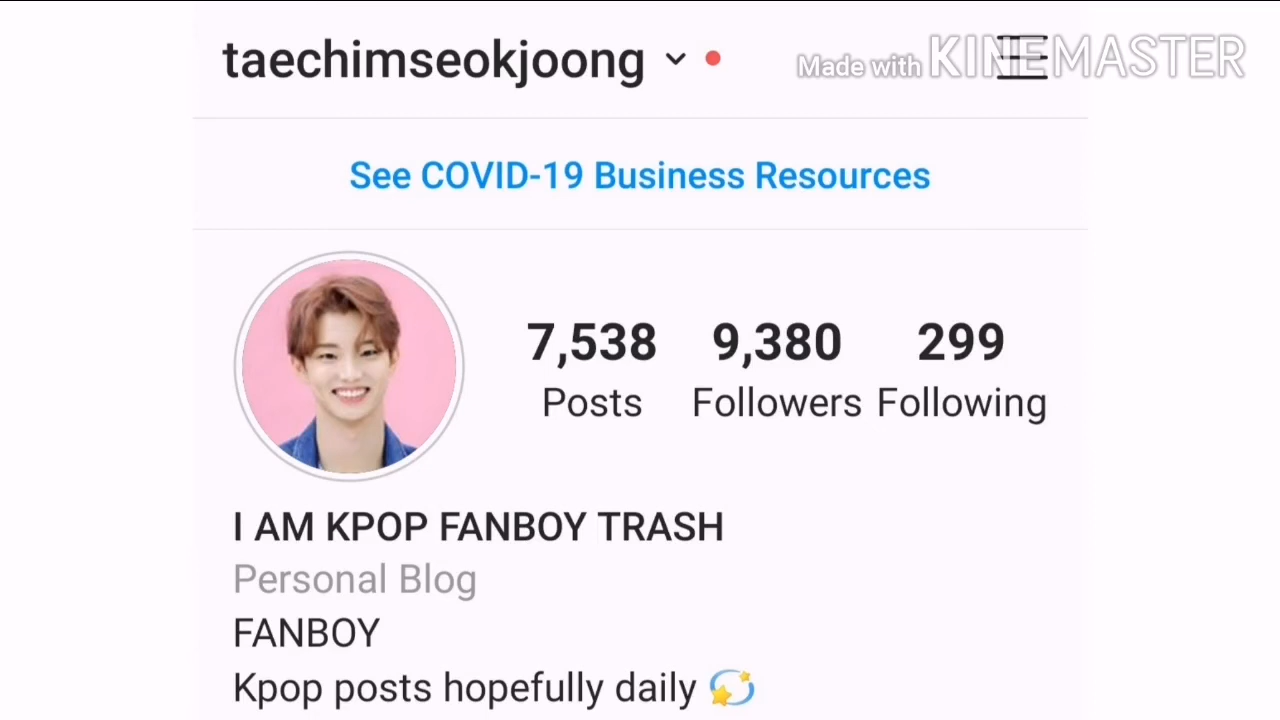 taechimseokjoong
Made with KINEMASTER
See COVID-19 Business Resources
7,538 9,380 299
Posts Followers Following
I AM KPOP FANBOY TRASH
Personal Blog
FANBOY
Kpop posts hopefully daily 💫